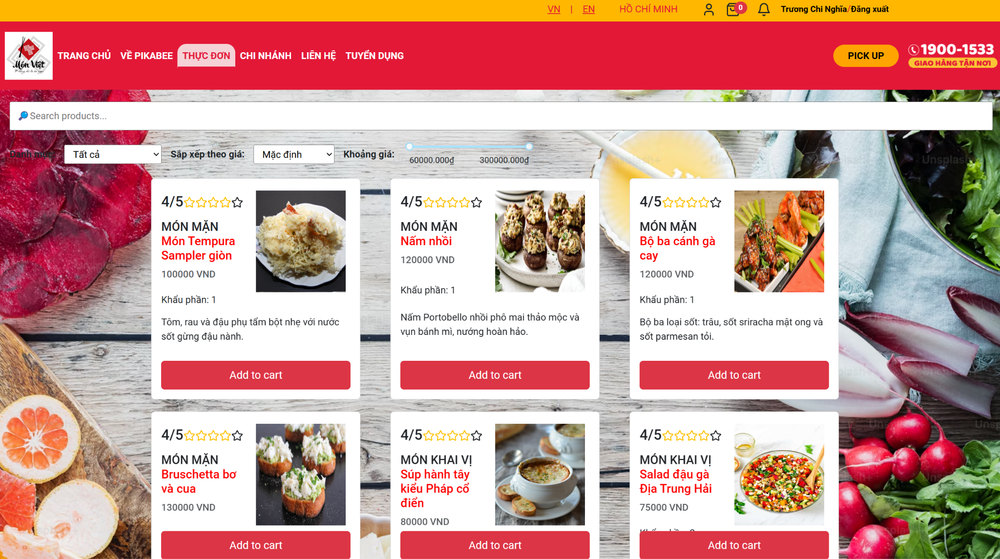 VN | EN HỒ CHÍ MINH 0 Trương Chi Nghĩa/Đăng xuất
Món Việt
TRANG CHỦ VỀ PIKABEE THỰC ĐƠN CHI NHÁNH LIÊN HỆ TUYỂN DỤNG PICK UP 1900-1533
GIAO HÀNG TẬN NƠI
Search products...
Danh mục: Tất cả Sắp xếp theo giá: Mặc định Khoảng giá:
60000.000₫ 300000.000₫
4/5
MÓN MẶN
Món Tempura
Sampler giòn
100000 VND
Khẩu phần: 1
Tôm, rau và đậu phụ tẩm bột nhẹ với nước
sốt gừng đậu nành.
Add to cart
4/5
MÓN MẶN
Nấm nhồi
120000 VND
Khẩu phần: 1
Nấm Portobello nhồi phô mai thảo mộc và
vụn bánh mì, nướng hoàn hảo.
Add to cart
4/5
MÓN MẶN
Bộ ba cánh gà
cay
120000 VND
Khẩu phần: 1
Bộ ba loại sốt: trâu, sốt sriracha mật ong và
sốt parmesan tỏi.
Add to cart
4/5
MÓN MẶN
Bruschetta bơ
và cua
130000 VND
Add to cart
4/5
MÓN KHAI VỊ
Súp hành tây
kiểu Pháp cổ
điển
80000 VND
Add to cart
4/5
MÓN KHAI VỊ
Salad đậu gà
Địa Trung Hải
75000 VND
Add to cart
Unsplash+